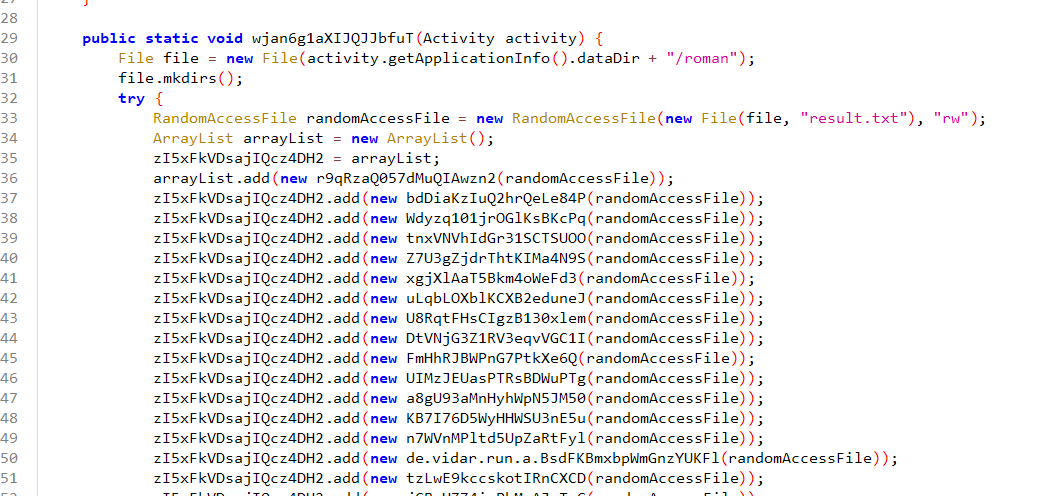 28
29 public static void wjan6g1aXIJQJJbfuT(Activity activity) {
30 File file = new File(activity.getApplicationInfo().dataDir + "/roman");
31 file.mkdirs();
32 try {
33 RandomAccessFile randomAccessFile = new RandomAccessFile(new File(file, "result.txt"), "rw");
34 ArrayList arrayList = new ArrayList();
35 zI5xFkVDsajIQcz4DH2 = arrayList;
36 arrayList.add(new r9qRzaQ057dMuQIAwzn2(randomAccessFile));
37 zI5xFkVDsajIQcz4DH2.add(new bdDiaKzIuQ2hrQeLe84P(randomAccessFile));
38 zI5xFkVDsajIQcz4DH2.add(new Wdyzq101jrOGlKsBKcPq(randomAccessFile));
39 zI5xFkVDsajIQcz4DH2.add(new tnxVNVhIdGr31SCTSUOO(randomAccessFile));
40 zI5xFkVDsajIQcz4DH2.add(new Z7U3gZjdrThtKIMa4N9S(randomAccessFile));
41 zI5xFkVDsajIQcz4DH2.add(new xgjXlAaT5Bkm4oWeFd3(randomAccessFile));
42 zI5xFkVDsajIQcz4DH2.add(new uLqbLOXblKCXB2eduneJ(randomAccessFile));
43 zI5xFkVDsajIQcz4DH2.add(new U8RqtFHsCIgzB130xlem(randomAccessFile));
44 zI5xFkVDsajIQcz4DH2.add(new DtVNjG3Z1RV3eqvVGC1I(randomAccessFile));
45 zI5xFkVDsajIQcz4DH2.add(new FmHhRJBWPnG7PtkXe6Q(randomAccessFile));
46 zI5xFkVDsajIQcz4DH2.add(new UIMzJEUasPTRsBDWuPTg(randomAccessFile));
47 zI5xFkVDsajIQcz4DH2.add(new a8gU93aMnHyhWpN5JM50(randomAccessFile));
48 zI5xFkVDsajIQcz4DH2.add(new KB7I76D5WyHHWSU3nE5u(randomAccessFile));
49 zI5xFkVDsajIQcz4DH2.add(new n7WVnMPltd5UpZaRtFyl(randomAccessFile));
50 zI5xFkVDsajIQcz4DH2.add(new de.vidar.run.a.BsdFKBmxbpWmGnzYUKFl(randomAccessFile));
51 zI5xFkVDsajIQcz4DH2.add(new tzLwE9kccskotIRnCXCD(randomAccessFile));